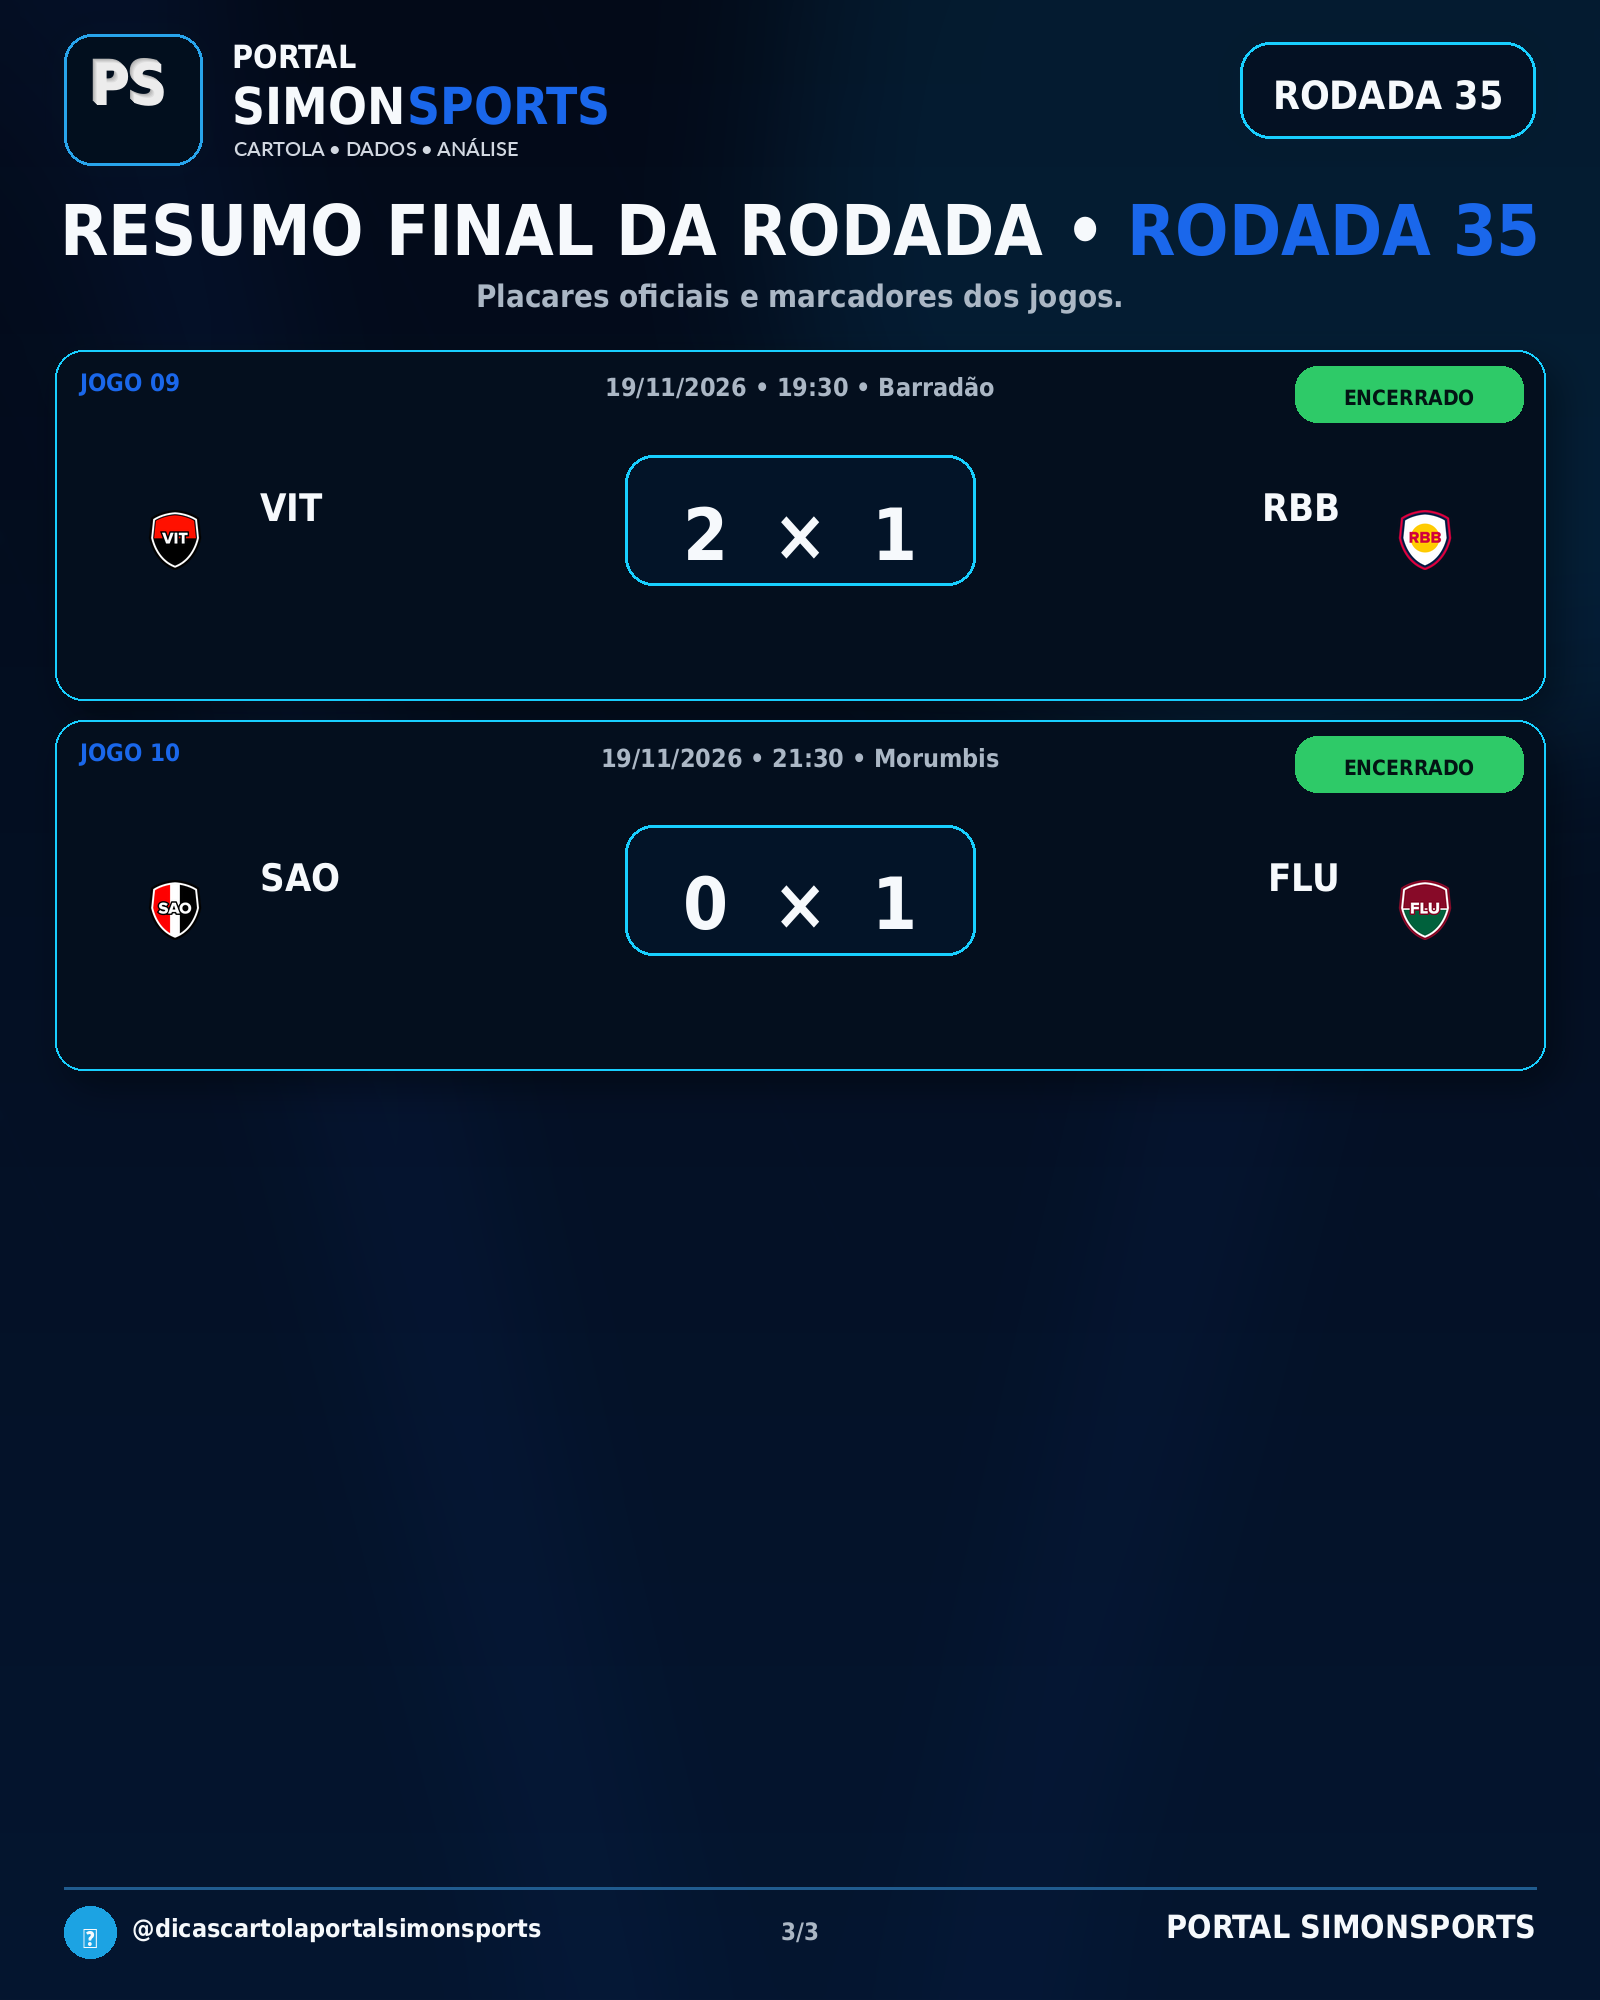 PS
PORTAL
SIMONSPORTS
CARTOLA • DADOS • ANÁLISE
RODADA 35
RESUMO FINAL DA RODADA • RODADA 35
Placares oficiais e marcadores dos jogos.
JOGO 09
19/11/2026 • 19:30 • Barradão
ENCERRADO
VIT
VIT
2 × 1
RBB
RBB
JOGO 10
19/11/2026 • 21:30 • Morumbis
ENCERRADO
SAO
SAO
0 × 1
FLU
FLU
@dicascartolaportalsimonsports
3/3
PORTAL SIMONSPORTS